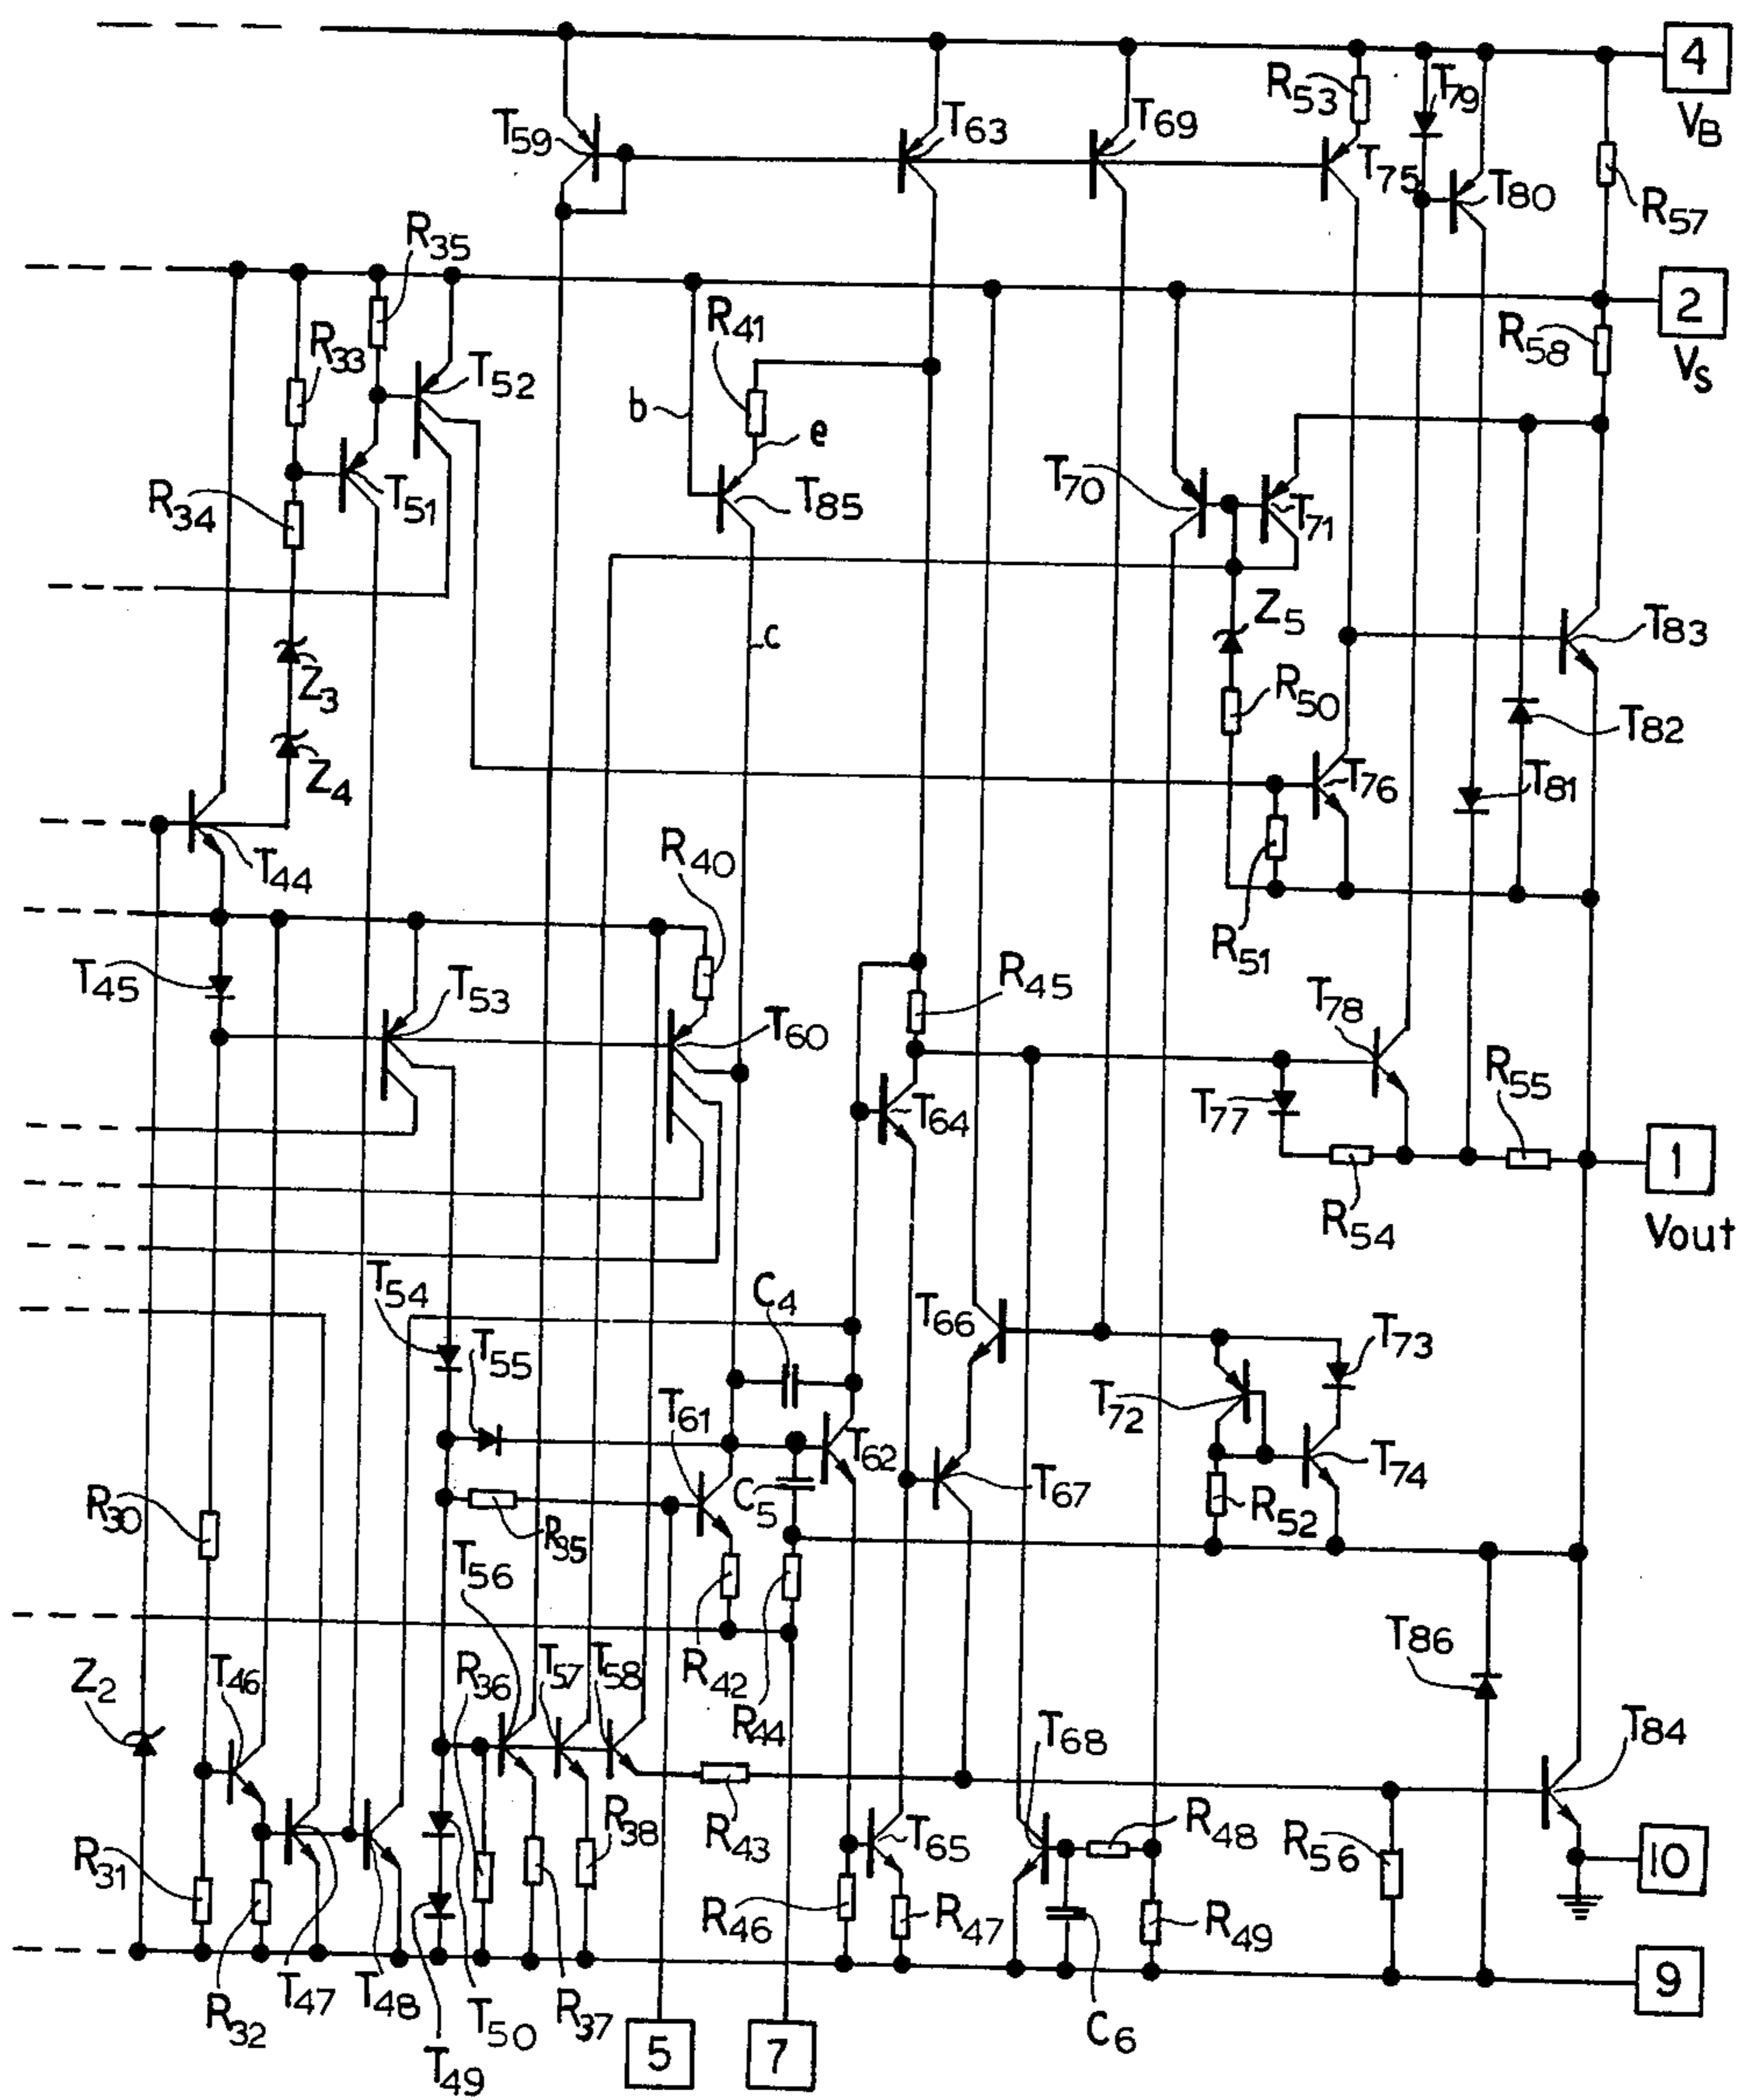 4
R53
T79
T59
T63
T69
VB
T75
T80
R57
R35
2
R41
R58
R33
T52
VS
b
e
T70
T71
R34
T51
T85
Z5
c
T83
Z3
R50
T82
Z4
T76
T81
R40
T44
R51
T45
T53
R45
T78
T60
R55
T77
T64
1
R54
Vout
T54
C4
T66
T55
T73
T72
T61
T62
T74
R30
C5
T67
R52
R35
T56
R42
T86
Z2
T46
R36
T57
T58
R44
T68
T84
R43
R38
T65
R48
R31
R56
10
R46
R47
R49
R32
T47
T48
T50
R37
9
T49
5
7
C6